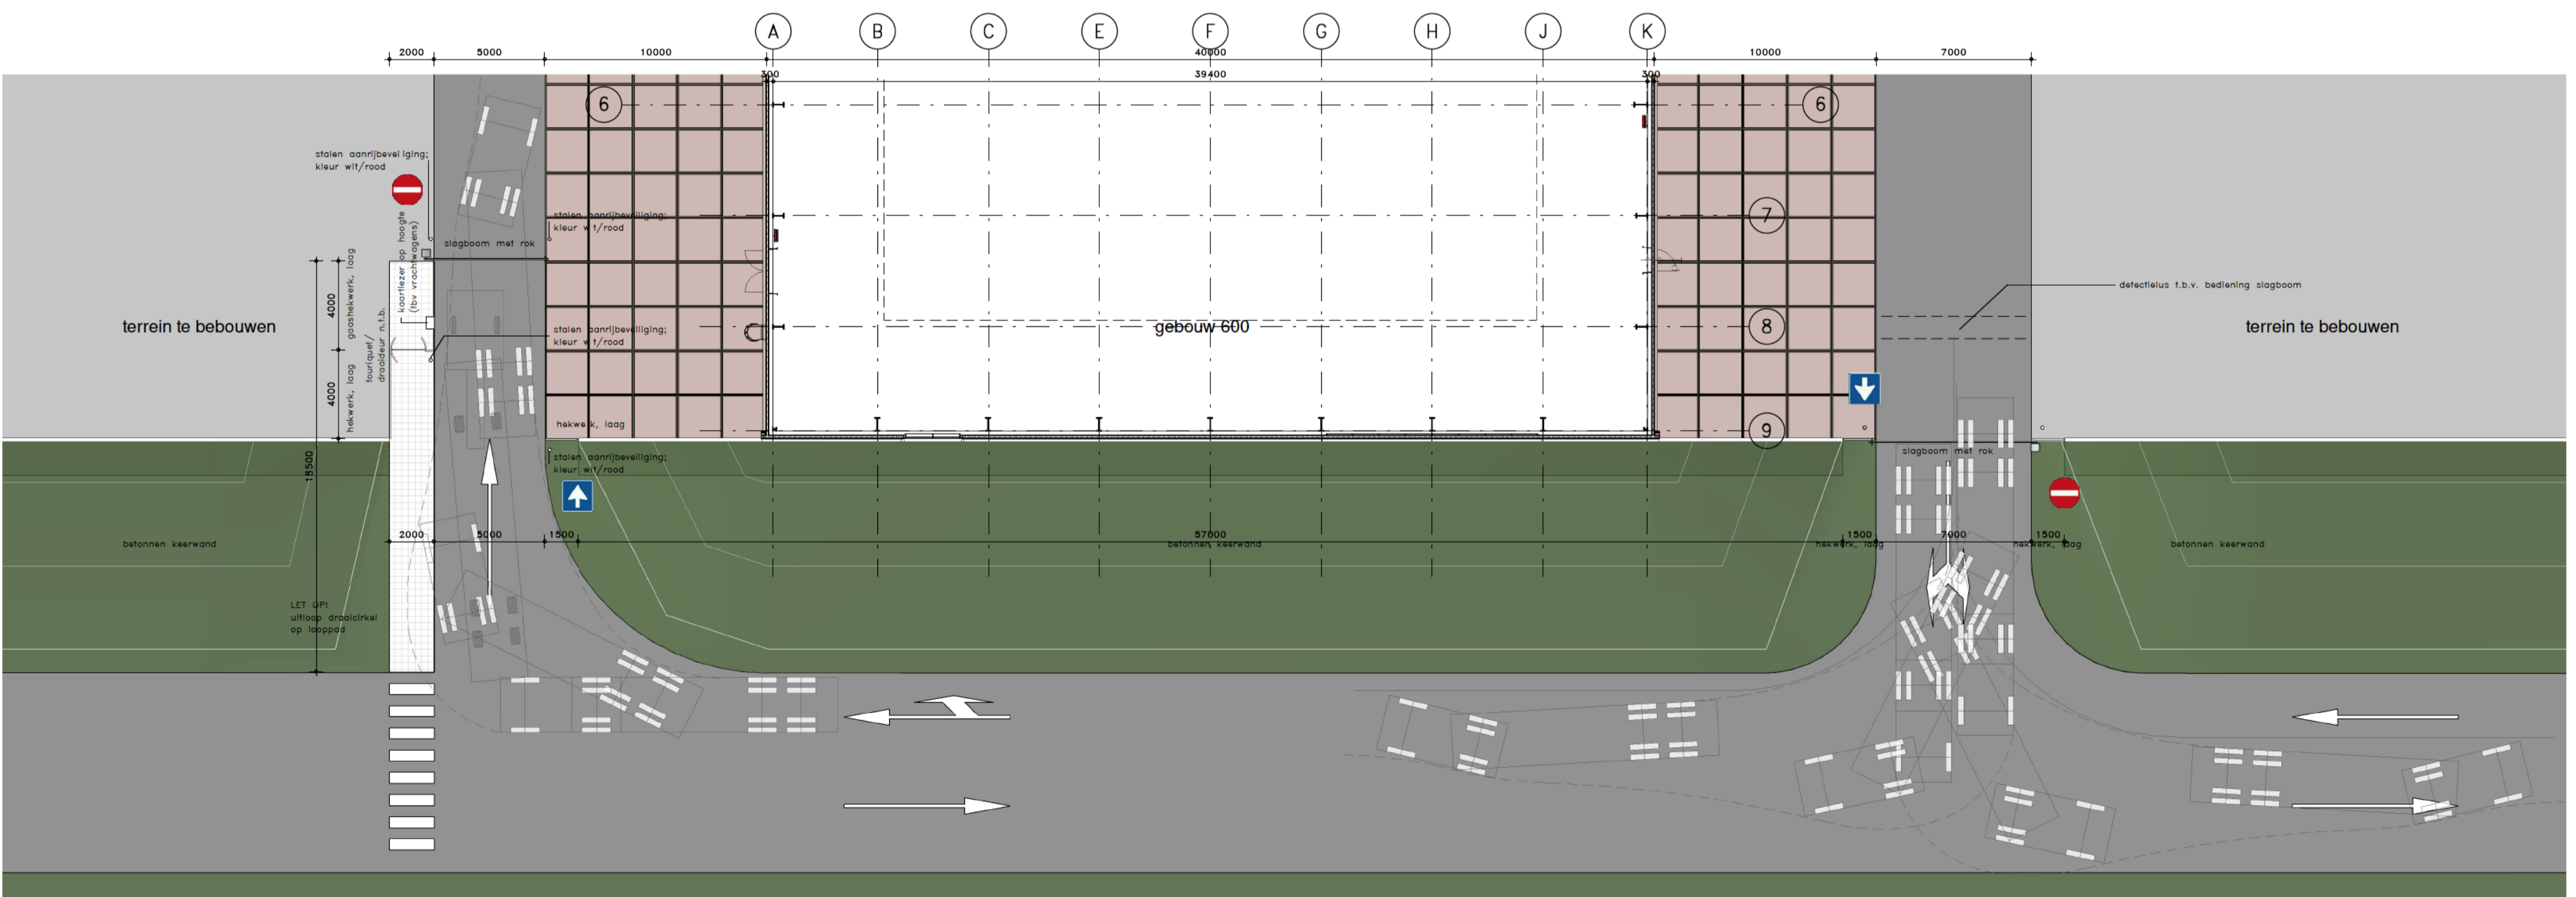 A B C E F G H J K
2000 5000 10000 40000 10000 7000
300 39400 300
6 6
stalen aanrijbeveiliging;
kleur wit/rood
stalen aanrijbeveiliging;
kleur wit/rood
7
slagboom met rok
kaartlezer op hoogte
(tbv vrachtwagens)
gaashekwerk, laag
4000
detectielus t.b.v. bediening slagboom
terrein te bebouwen
stalen aanrijbeveiliging;
kleur wit/rood
gebouw 600
8
terrein te bebouwen
touriquet/
draaideur n.t.b.
4000
hekwerk, laag
hekwerk, laag
9
18500
stalen aanrijbeveiliging;
kleur wit/rood
slagboom met rok
2000 5000 1500 57000 1500 7000 1500
betonnen keerwand
betonnen keerwand
hekwerk, laag
hekwerk, laag
betonnen keerwand
LET OP!
uitloop draaicirkel
op looppad